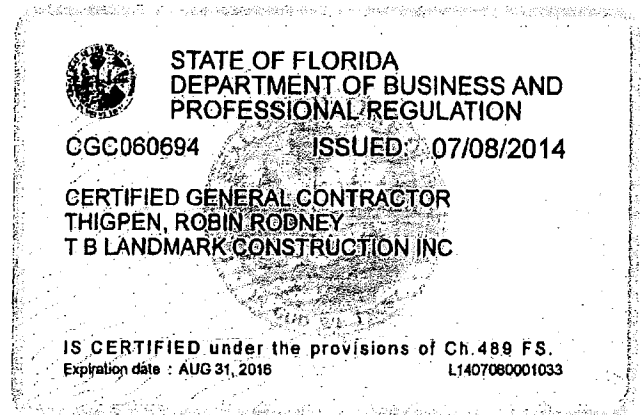 STATE OF FLORIDA
DEPARTMENT OF BUSINESS AND
PROFESSIONAL REGULATION
CGC060694 ISSUED: 07/08/2014
CERTIFIED GENERAL CONTRACTOR
THIGPEN, ROBIN RODNEY
T B LANDMARK CONSTRUCTION INC
IS CERTIFIED under the provisions of Ch.489 FS.
Expiration date : AUG 31, 2016 L1407080001033